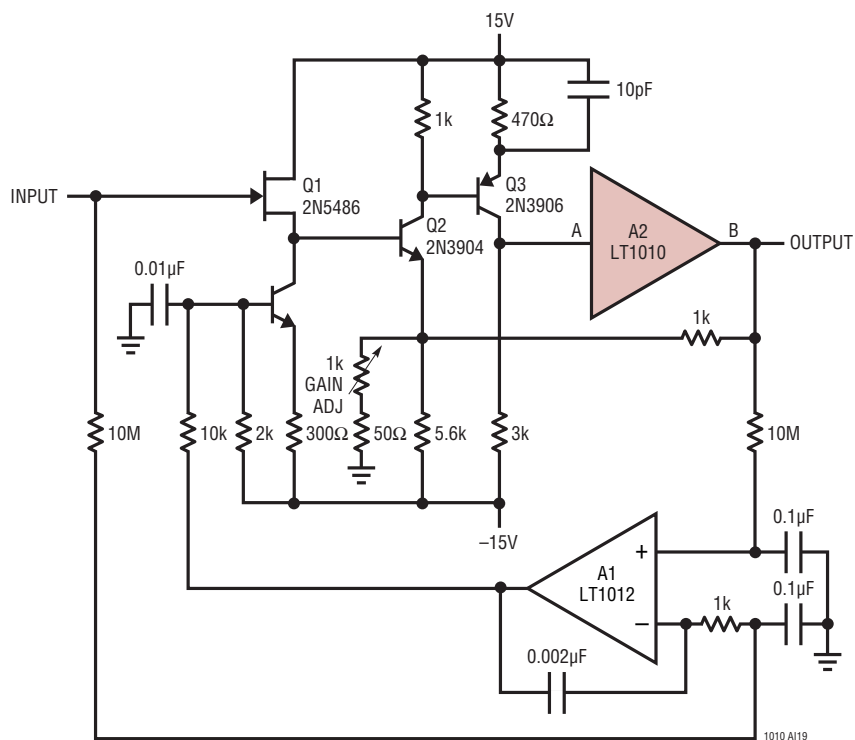 15V
10pF
1k
470Ω
INPUT
Q1
2N5486
Q3
2N3906
Q2
2N3904
A
A2
LT1010
B
OUTPUT
0.01µF
1k
1k
GAIN
ADJ
10M
10k
2k
300Ω
50Ω
5.6k
3k
10M
–15V
0.1µF
+
A1
LT1012
0.1µF
–
1k
0.002µF
1010 AI19